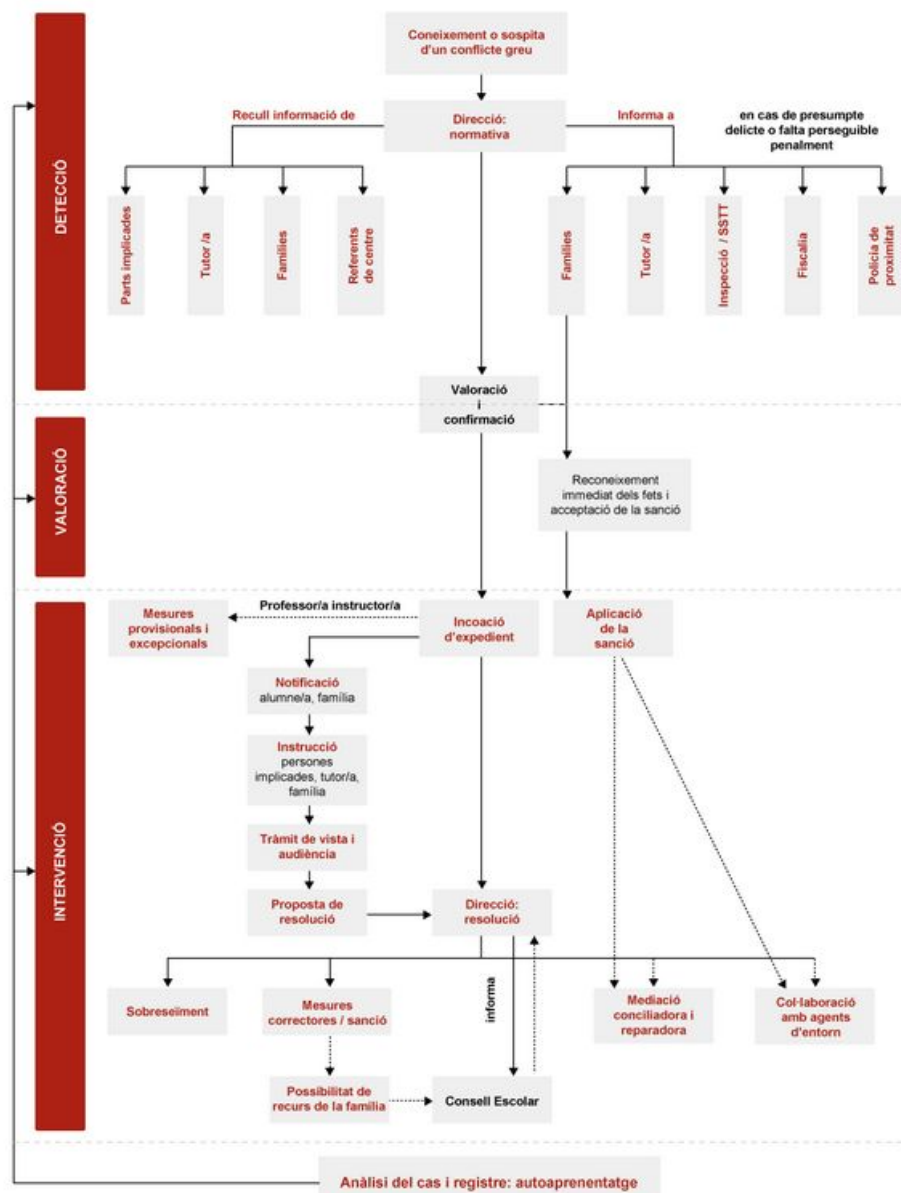 DETECCIÓ
Coneixement o sospita
d'un conflicte greu
Recull informació de
Direcció:
normativa
Informa a
en cas de presumpte
delicte o falta perseguible
penalment
Parts implicades
Tutor /a
Famílies
Referents
de centre
Famílies
Tutor /a
Inspecció / SSTT
Fiscalia
Policia de
proximitat
Valoració
i
confirmació
VALORACIÓ
Reconeixement
immediat dels fets i
acceptació de la sanció
INTERVENCIÓ
Mesures
provisionals i
excepcionals
Professor/a instructor/a
Incoació
d'expedient
Aplicació
de la
sanció
Notificació
alumne/a, família
Instrucció
persones
implicades, tutor/a,
família
Tràmit de vista i
audiència
Proposta de
resolució
Direcció:
resolució
informa
Sobreseïment
Mesures
correctores / sanció
Mediació
conciliadora i
reparadora
Col·laboració
amb agents
d'entorn
Possibilitat de
recurs de la família
Consell Escolar
Anàlisi del cas i registre: autoaprenentatge